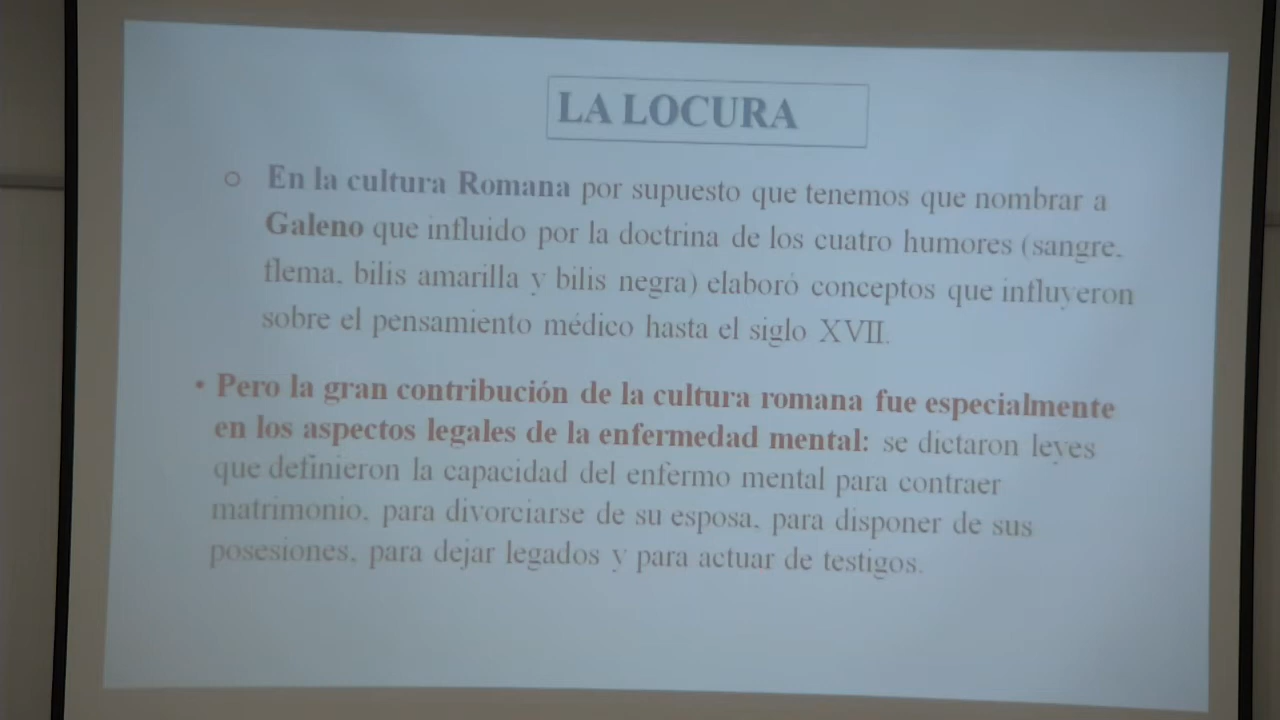 LA LOCURA
En la cultura Romana por supuesto que tenemos que nombrar a
Galeno que influido por la doctrina de los cuatro humores (sangre,
flema, bilis amarilla y bilis negra) elaboró conceptos que influyeron
sobre el pensamiento médico hasta el siglo XVII.
• Pero la gran contribución de la cultura romana fue especialmente
en los aspectos legales de la enfermedad mental: se dictaron leyes
que definieron la capacidad del enfermo mental para contraer
matrimonio, para divorciarse de su esposa, para disponer de sus
posesiones, para dejar legados y para actuar de testigos.